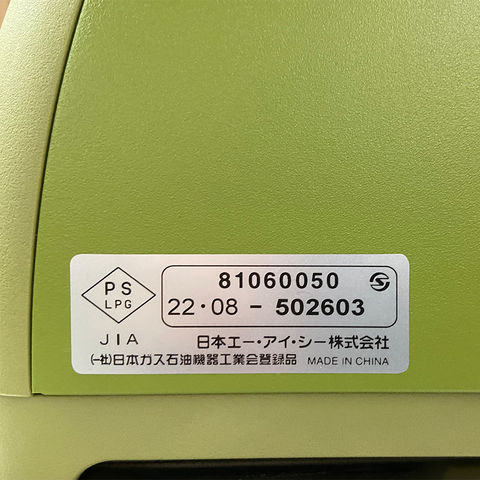 PS
LPG
JIA
81060050
22・08 - 502603
日本エー・アイ・シー株式会社
(一社)日本ガス石油機器工業会登録品 MADE IN CHINA